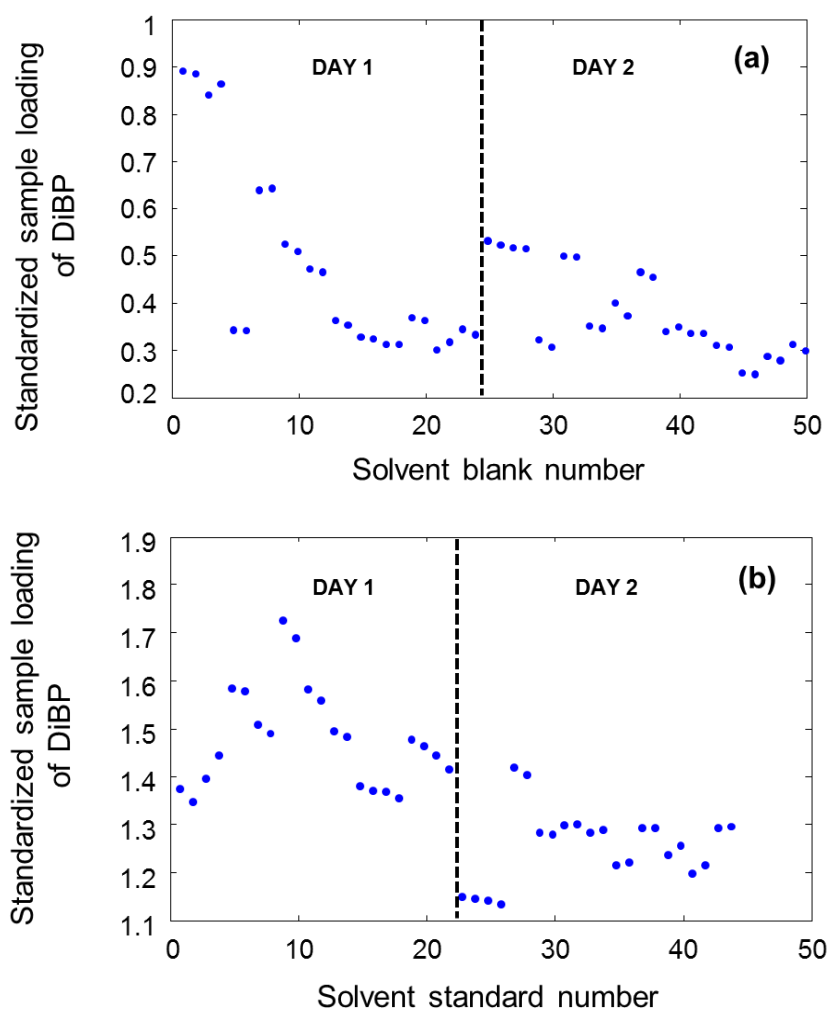 1
0.9
0.8
0.7
0.6
0.5
0.4
0.3
0.2
Standardized sample loading
of DiBP
DAY 1
DAY 2
(a)
0
10
20
30
40
50
Solvent blank number
1.9
1.8
1.7
1.6
1.5
1.4
1.3
1.2
1.1
Standardized sample loading
of DiBP
DAY 1
DAY 2
(b)
0
10
20
30
40
50
Solvent standard number